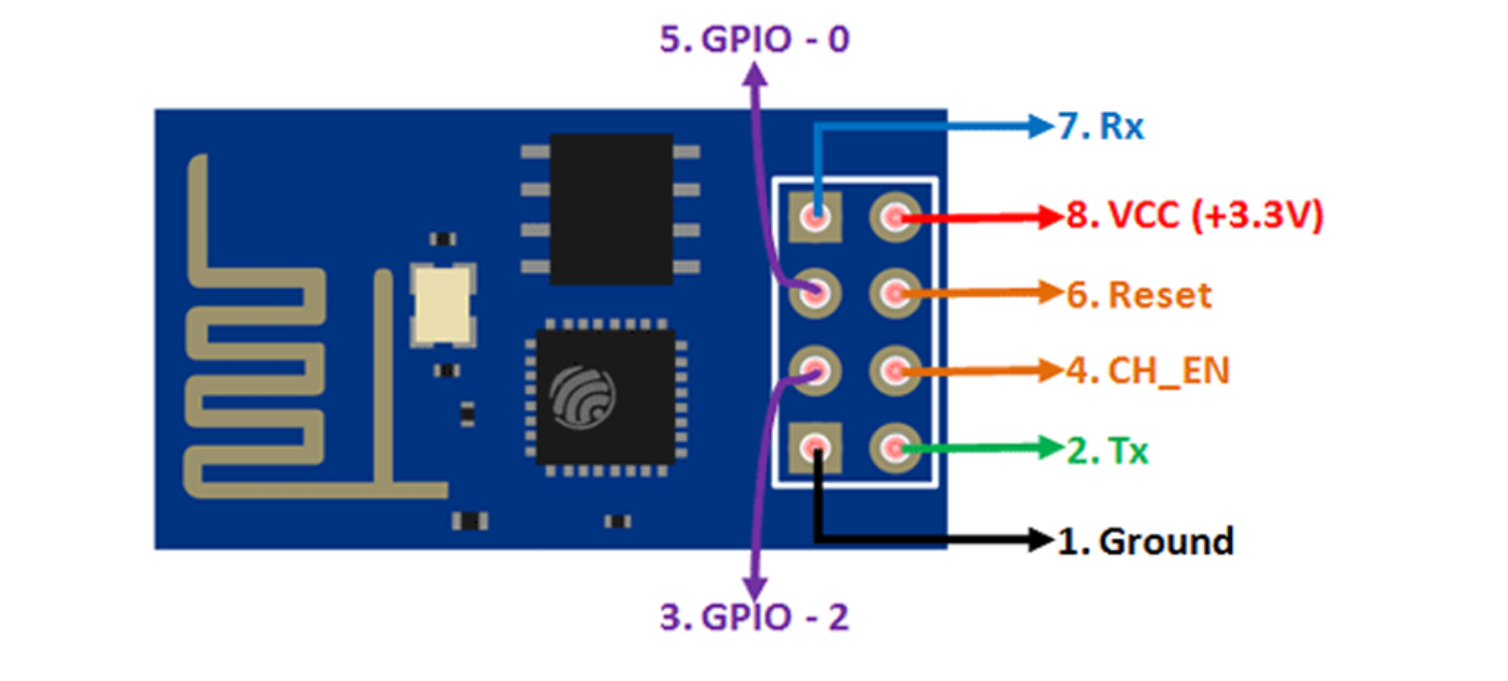 5. GPIO - 0
7. Rx
8. VCC (+3.3V)
6. Reset
4. CH_EN
2. Tx
1. Ground
3. GPIO - 2